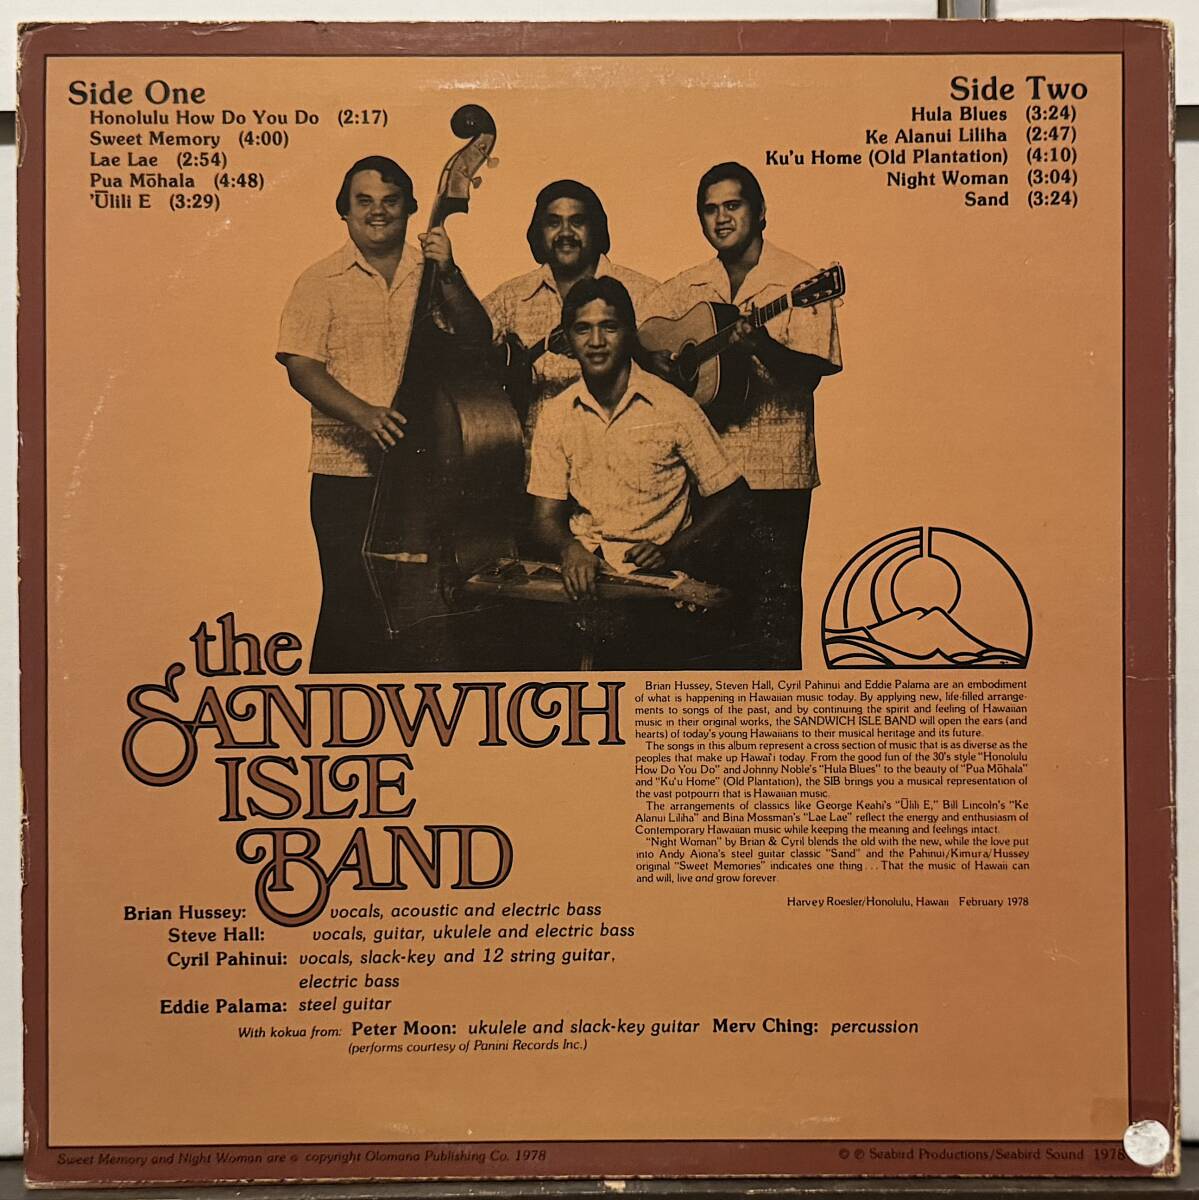 Side One
Honolulu How Do You Do (2:17)
Sweet Memory (4:00)
Lae Lae (2:54)
Pua Mōhala (4:48)
'Ūlili E (3:29)
Side Two
Hula Blues (3:24)
Ke Alanui Liliha (2:47)
Ku'u Home (Old Plantation) (4:10)
Night Woman (3:04)
Sand (3:24)
the
SANDWICH
ISLE
BAND
Brian Hussey, Steven Hall, Cyril Pahinui and Eddie Palama are an embodiment
of what is happening in Hawaiian music today. By applying new, life-filled arrange-
ments to songs of the past, and by continuing the spirit and feeling of Hawaiian
music in their original works, the SANDWICH ISLE BAND will open the ears (and
hearts) of today's young Hawaiians to their musical heritage and its future.
The songs in this album represent a cross section of music that is as diverse as the
peoples that make up Hawai'i today. From the good fun of the 30's style "Honolulu
How Do You Do" and Johnny Noble's "Hula Blues" to the beauty of "Pua Mōhala"
and "Ku'u Home" (Old Plantation), the SIB brings you a musical representation of
the vast potpourri that is Hawaiian music.
The arrangements of classics like George Keahi's "Ūlili E," Bill Lincoln's "Ke
Alanui Liliha" and Bina Mossman's "Lae Lae" reflect the energy and enthusiasm of
Contemporary Hawaiian music while keeping the meaning and feelings intact.
"Night Woman" by Brian & Cyril blends the old with the new, while the love put
into Andy Aiona's steel guitar classic "Sand" and the Pahinui/Kimura/Hussey
original "Sweet Memories" indicates one thing . . . That the music of Hawaii can
and will, live and grow forever.
Harvey Roesler/Honolulu, Hawaii February 1978
Brian Hussey: vocals, acoustic and electric bass
Steve Hall: vocals, guitar, ukulele and electric bass
Cyril Pahinui: vocals, slack-key and 12 string guitar,
electric bass
Eddie Palama: steel guitar
With kokua from: Peter Moon: ukulele and slack-key guitar Merv Ching: percussion
(performs courtesy of Panini Records Inc.)
Sweet Memory and Night Woman are © copyright Olomana Publishing Co. 1978
© ℗ Seabird Productions/Seabird Sound 1978